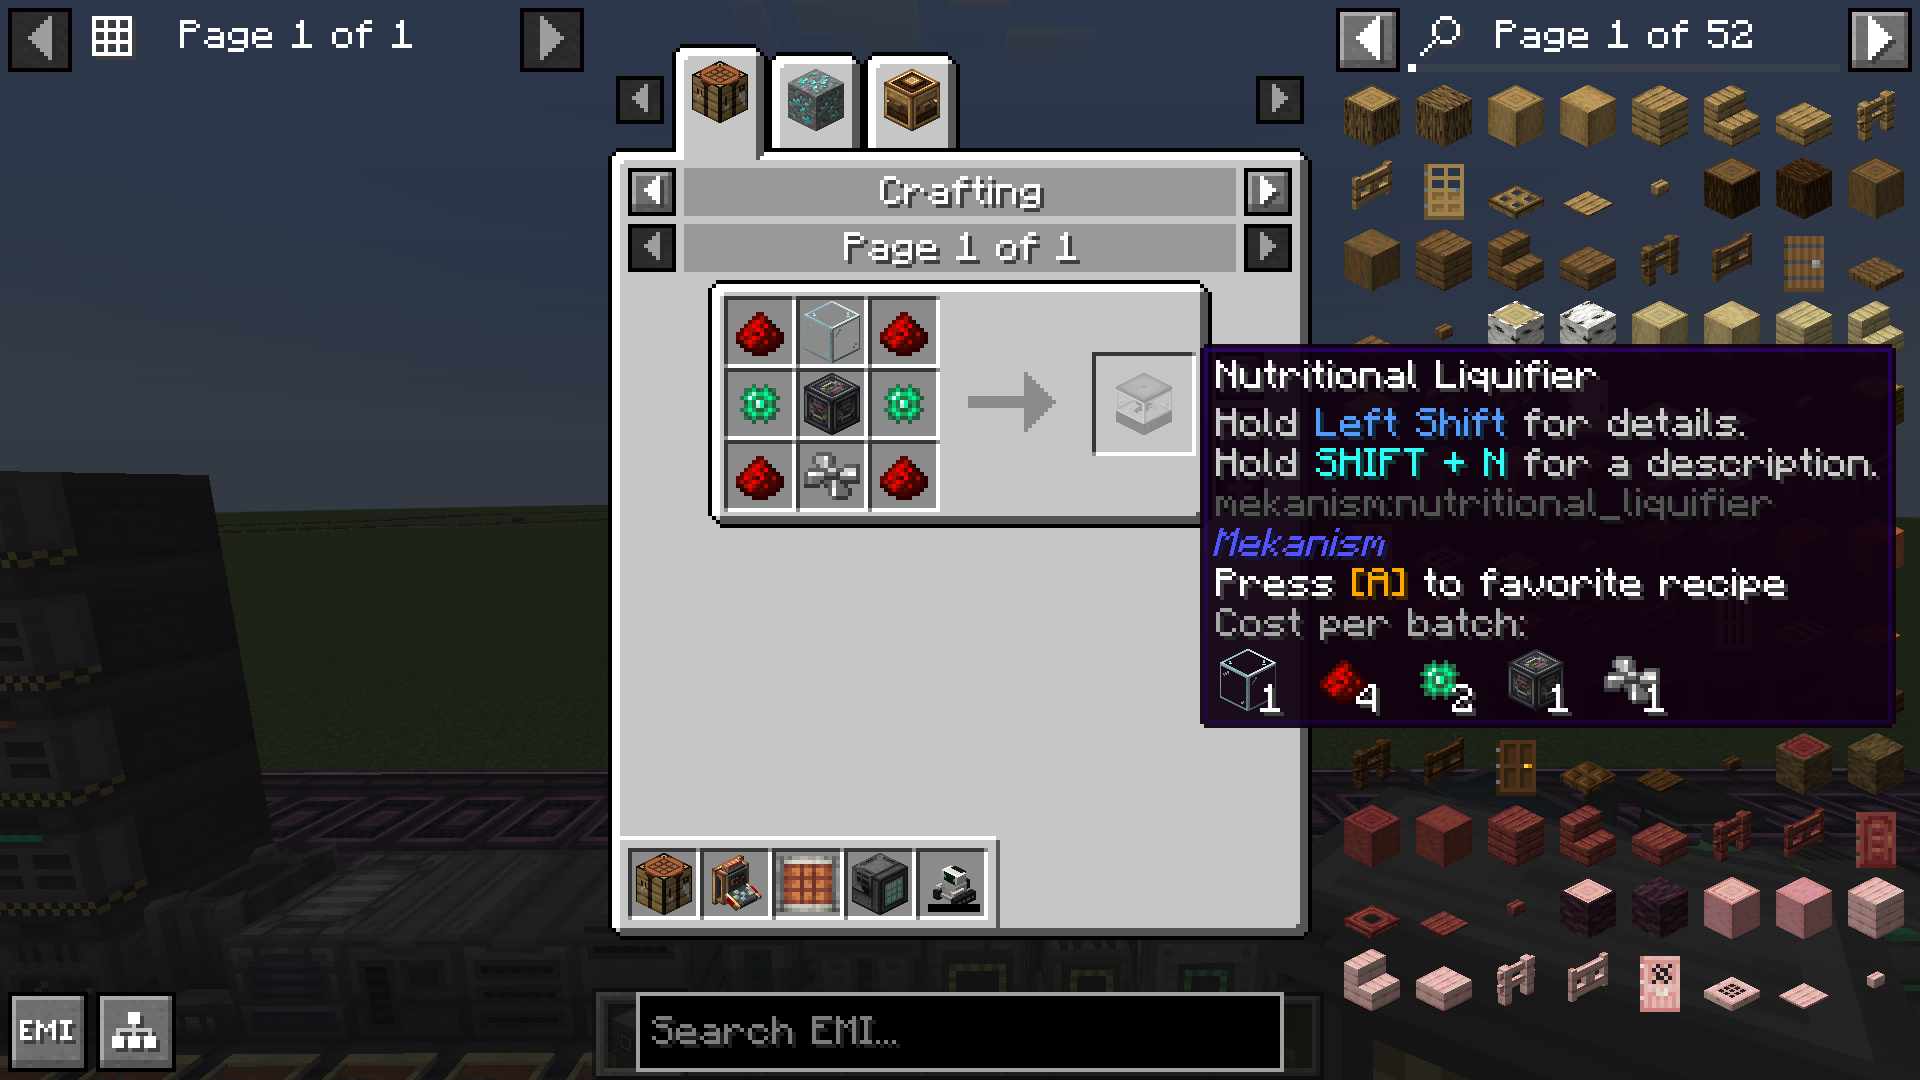 Page 1 of 1
Page 1 of 52
Crafting
Page 1 of 1
Nutritional Liquifier
Hold Left Shift for details.
Hold SHIFT + N for a description.
mekanism:nutritional_liquifier
Mekanism
Press [A] to favorite recipe
Cost per batch:
1 4 2 1 1
EMI
Search EMI...